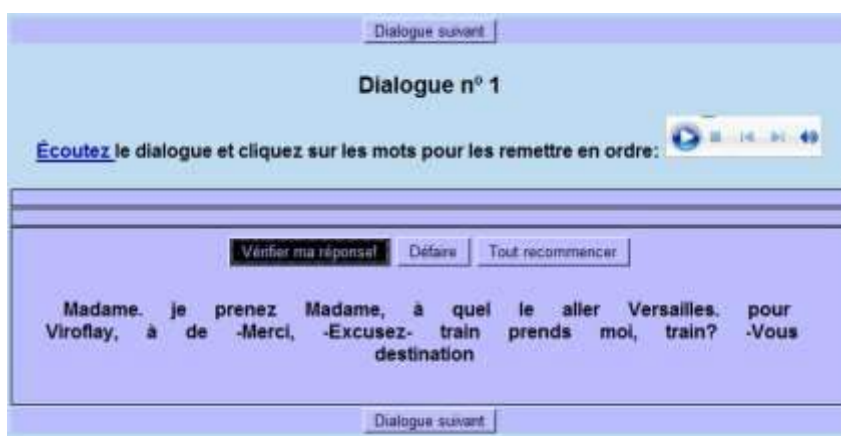 Dialogue suivant
Dialogue nº 1
Écoutez le dialogue et cliquez sur les mots pour les remettre en ordre:
Vérifier ma réponse! Défaire Tout recommencer
Madame. je prenez Madame, à quel le aller Versailles. pour
Viroflay, à de -Merci, -Excusez- train prends moi, train? -Vous
destination
Dialogue suivant